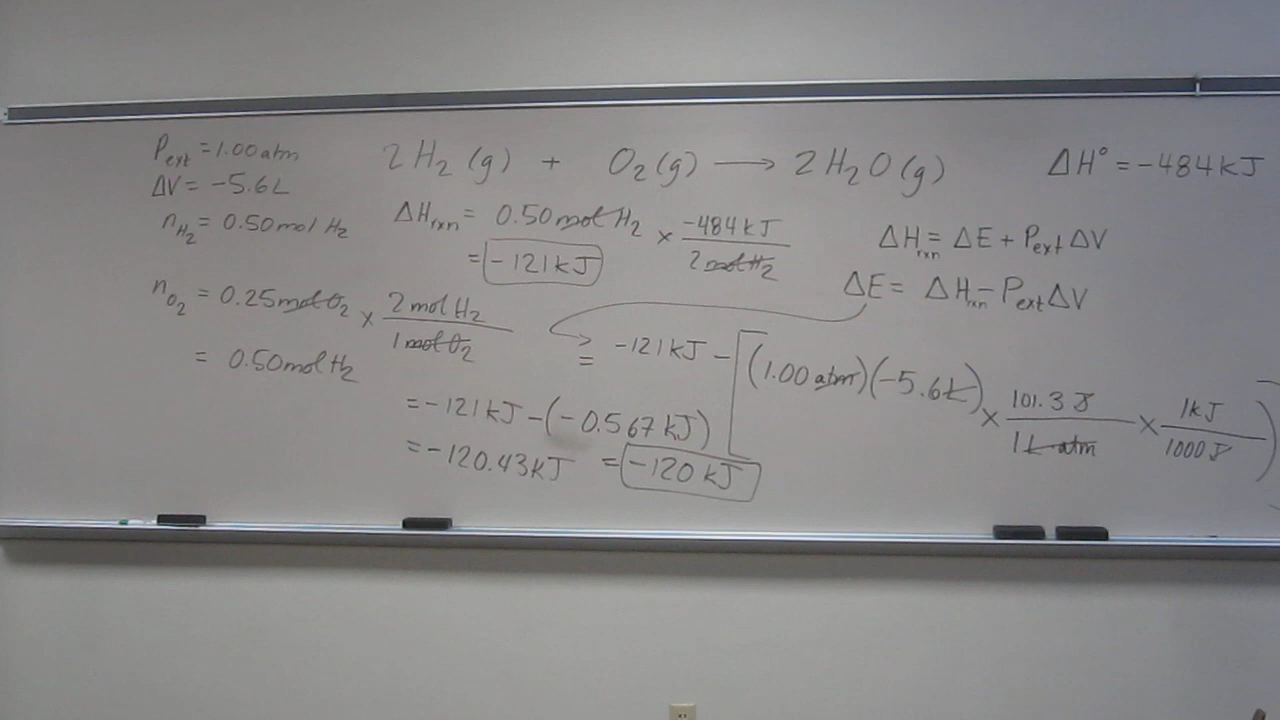 P_ext = 1.00 atm
ΔV = -5.6 L
n_H₂ = 0.50 mol H₂
n_O₂ = 0.25 mol O₂ × 2 mol H₂ / 1 mol O₂
= 0.50 mol H₂
2 H₂ (g) + O₂ (g) → 2 H₂O (g) ΔH° = -484 kJ
ΔH_rxn = 0.50 mol H₂ × -484 kJ / 2 mol H₂
= -121 kJ
ΔH_rxn = ΔE + P_ext ΔV
ΔE = ΔH_rxn - P_ext ΔV
= -121 kJ - [(1.00 atm)(-5.6 L) × 101.3 J / 1 L·atm × 1 kJ / 1000 J]
= -121 kJ - (-0.567 kJ)
= -120.43 kJ = -120 kJ